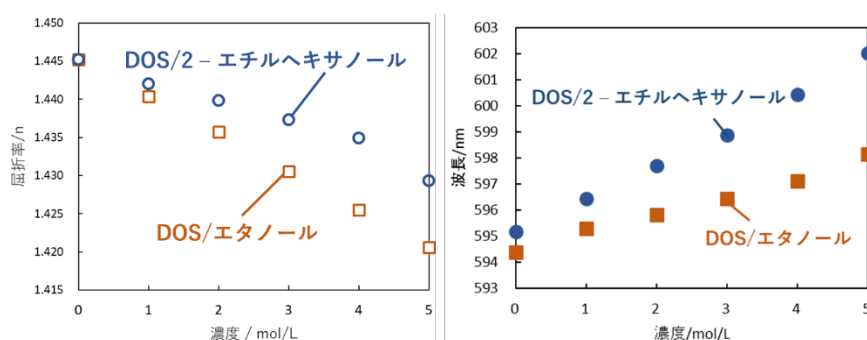 1.450
1.445
1.440
1.435
1.430
1.425
1.420
1.415
屈折率/n
DOS/2 – エチルヘキサノール
DOS/エタノール
0 1 2 3 4 5
濃度 / mol/L
603
602
601
600
599
598
597
596
595
594
593
波長/nm
DOS/2 – エチルヘキサノール
DOS/エタノール
0 1 2 3 4 5
濃度/mol/L